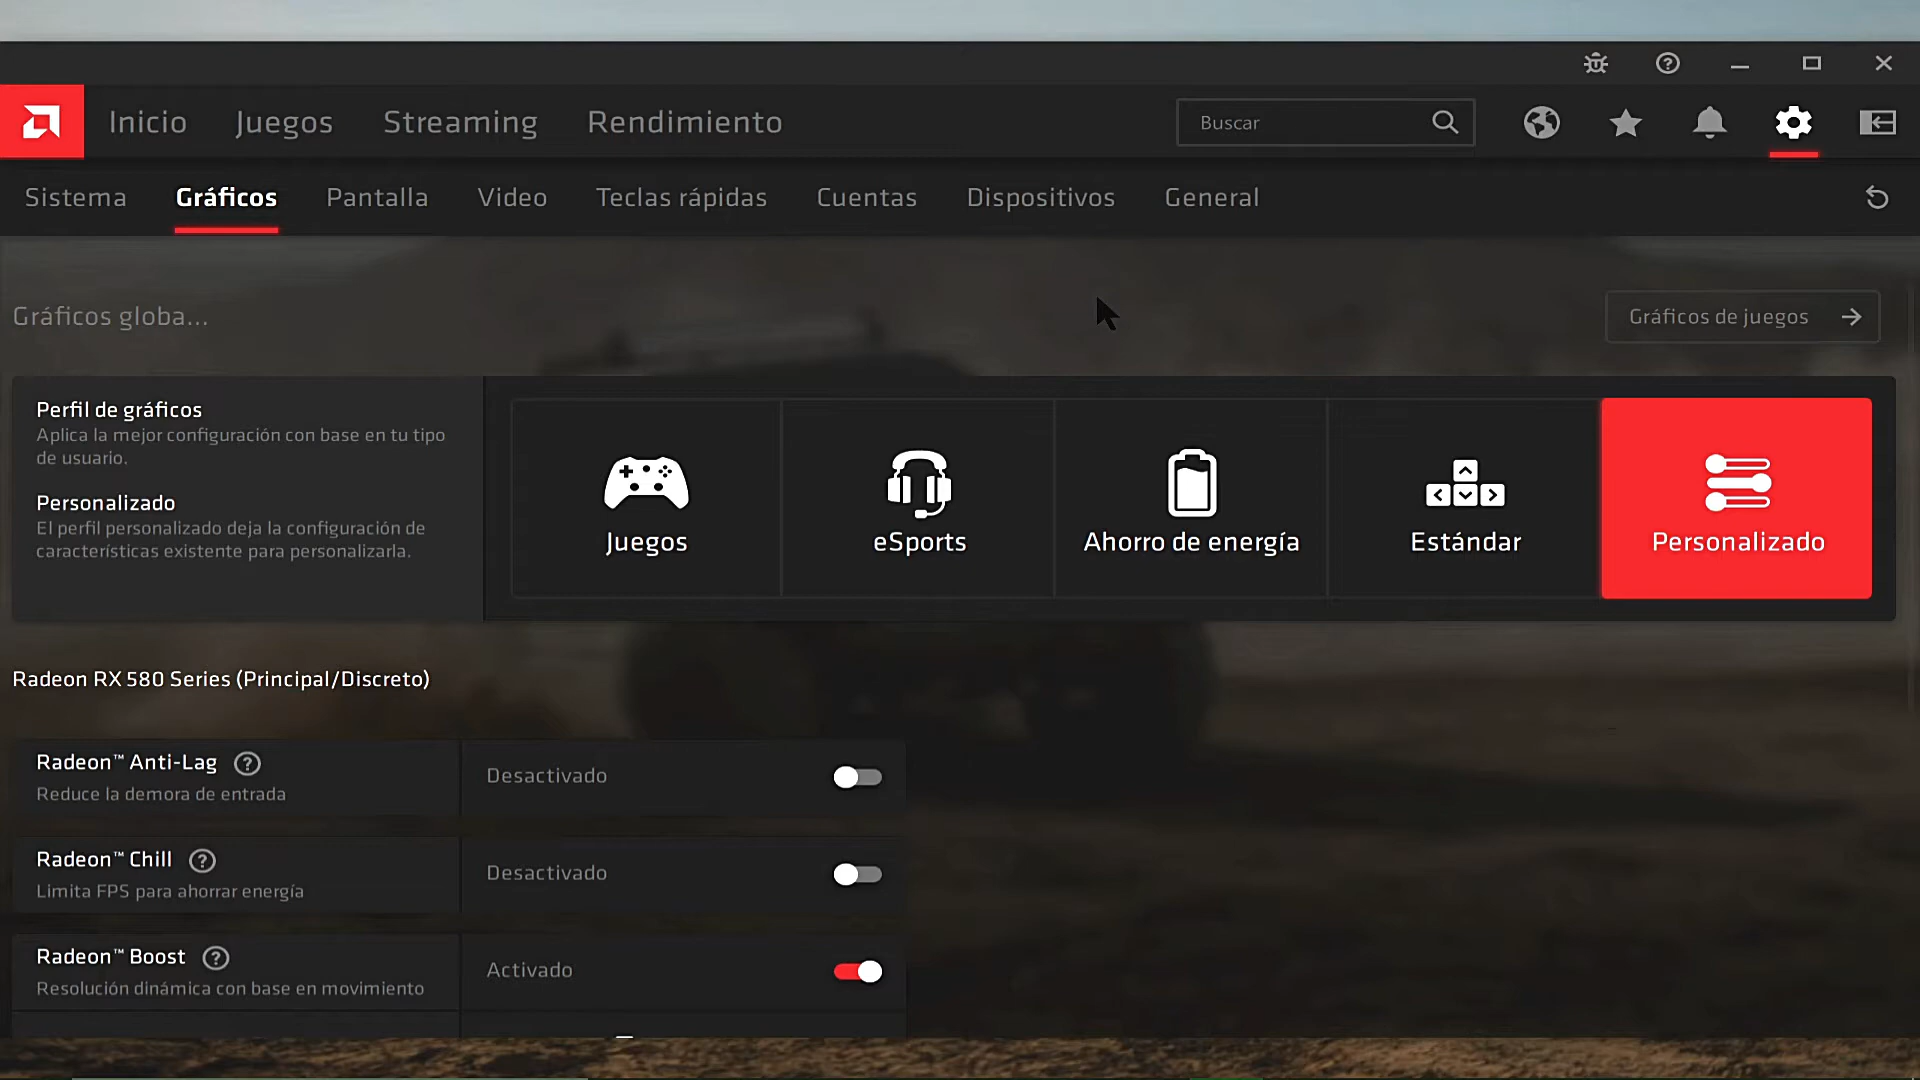 Inicio
Juegos
Streaming
Rendimiento
Buscar
Sistema
Gráficos
Pantalla
Video
Teclas rápidas
Cuentas
Dispositivos
General
Gráficos globa...
Gráficos de juegos
Perfil de gráficos
Aplica la mejor configuración con base en tu tipo
de usuario.
Personalizado
El perfil personalizado deja la configuración de
características existente para personalizarla.
Juegos
eSports
Ahorro de energía
Estándar
Personalizado
Radeon RX 580 Series (Principal/Discreto)
Radeon™ Anti-Lag
Reduce la demora de entrada
Desactivado
Radeon™ Chill
Limita FPS para ahorrar energía
Desactivado
Radeon™ Boost
Resolución dinámica con base en movimiento
Activado